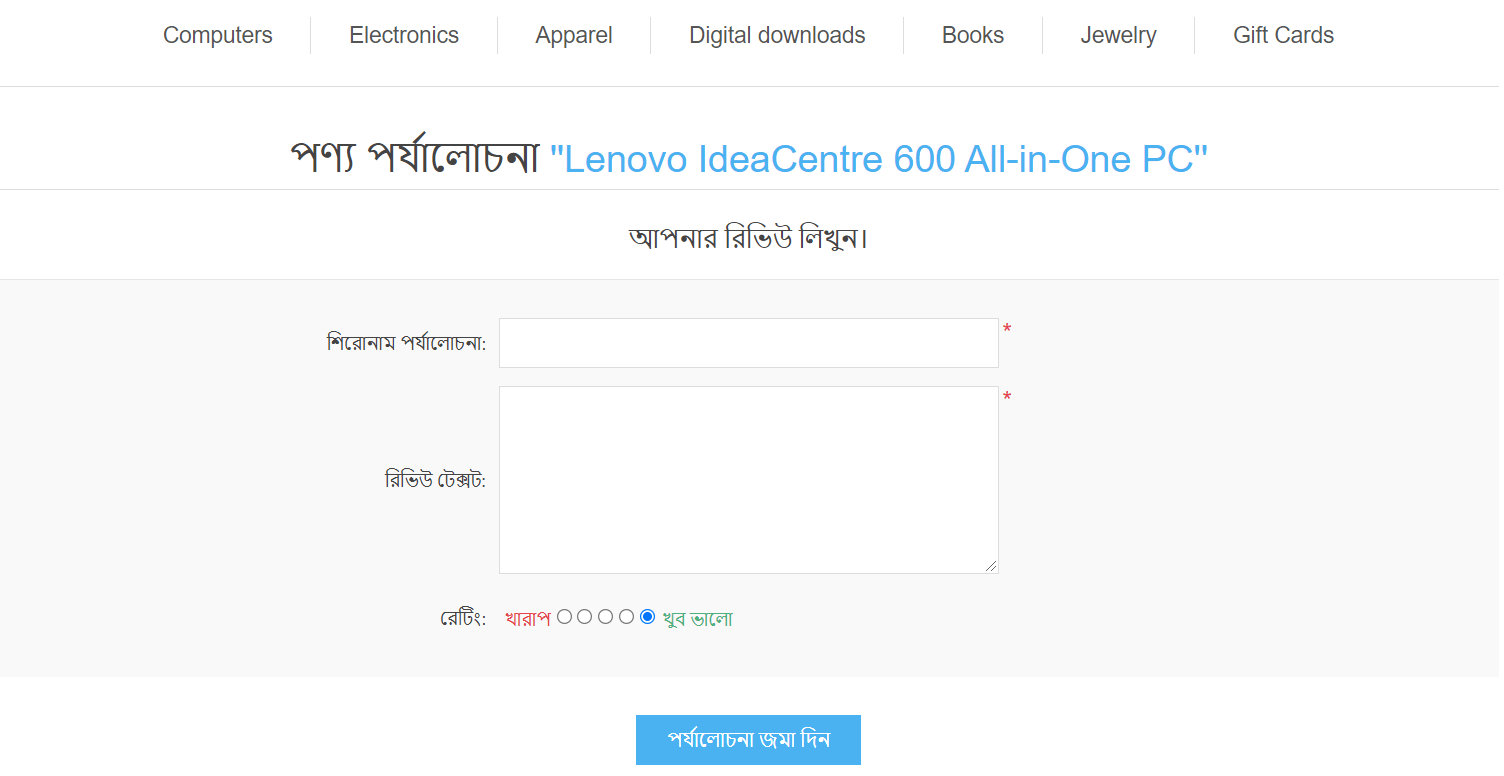 Computers Electronics Apparel Digital downloads Books Jewelry Gift Cards
পণ্য পর্যালোচনা "Lenovo IdeaCentre 600 All-in-One PC"
আপনার রিভিউ লিখুন।
শিরোনাম পর্যালোচনা: *
রিভিউ টেক্সট: *
রেটিং: খারাপ খুব ভালো
পর্যালোচনা জমা দিন